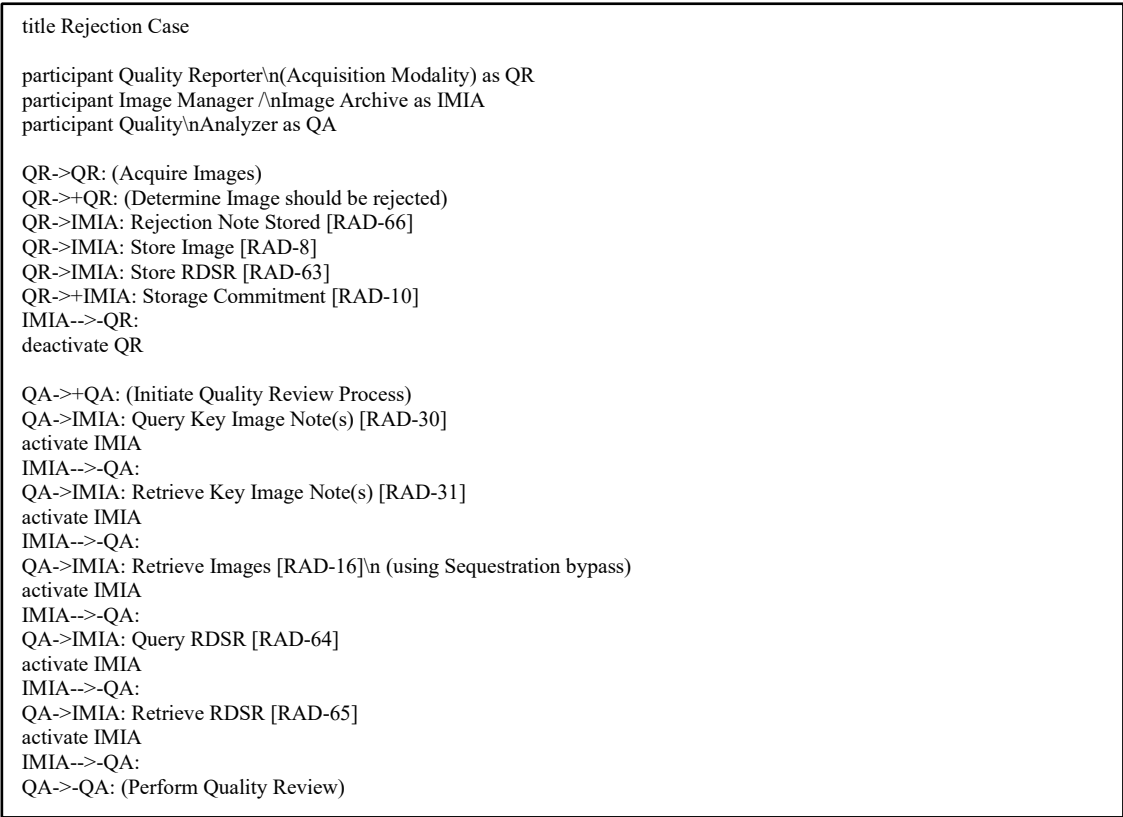 title Rejection Case
participant Quality Reporter\n(Acquisition Modality) as QR
participant Image Manager /\nImage Archive as IMIA
participant Quality\nAnalyzer as QA
QR->QR: (Acquire Images)
QR->+QR: (Determine Image should be rejected)
QR->IMIA: Rejection Note Stored [RAD-66]
QR->IMIA: Store Image [RAD-8]
QR->IMIA: Store RDSR [RAD-63]
QR->+IMIA: Storage Commitment [RAD-10]
IMIA-->-QR:
deactivate QR
QA->+QA: (Initiate Quality Review Process)
QA->IMIA: Query Key Image Note(s) [RAD-30]
activate IMIA
IMIA-->-QA:
QA->IMIA: Retrieve Key Image Note(s) [RAD-31]
activate IMIA
IMIA-->-QA:
QA->IMIA: Retrieve Images [RAD-16]\n (using Sequestration bypass)
activate IMIA
IMIA-->-QA:
QA->IMIA: Query RDSR [RAD-64]
activate IMIA
IMIA-->-QA:
QA->IMIA: Retrieve RDSR [RAD-65]
activate IMIA
IMIA-->-QA:
QA->-QA: (Perform Quality Review)